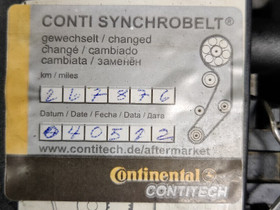 CONTI SYNCHROBELT®
gewechselt / changed
changé / cambiado
cambiata / заменён
km / miles
267876
Datum / Date / Fecha / Data / Дата
040512
www.contitech.de/aftermarket
Continental
CONTITECH